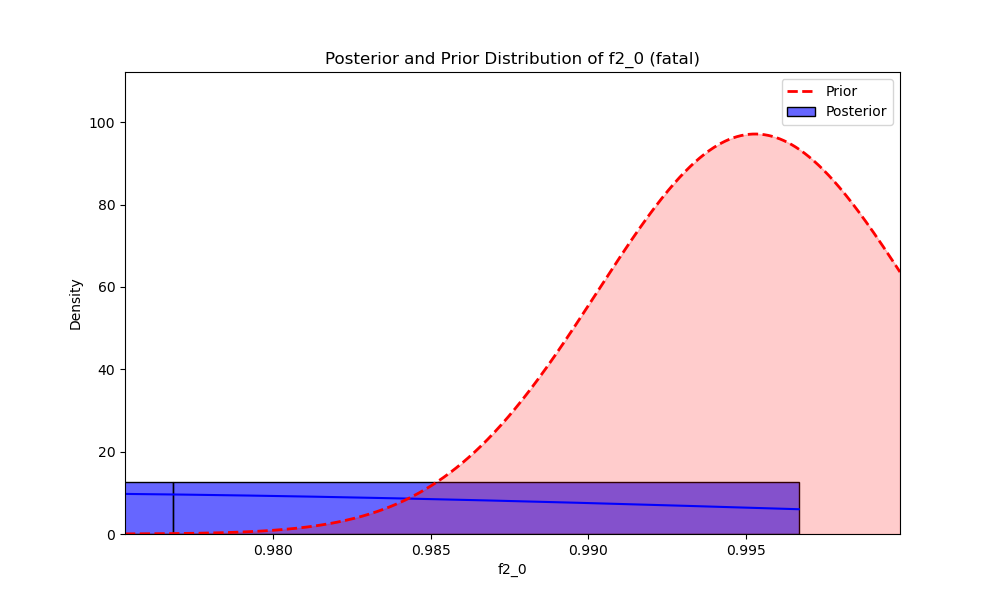 Posterior and Prior Distribution of f2_0 (fatal)
Prior
Posterior
100
80
60
40
20
0
Density
0.980 0.985 0.990 0.995
f2_0